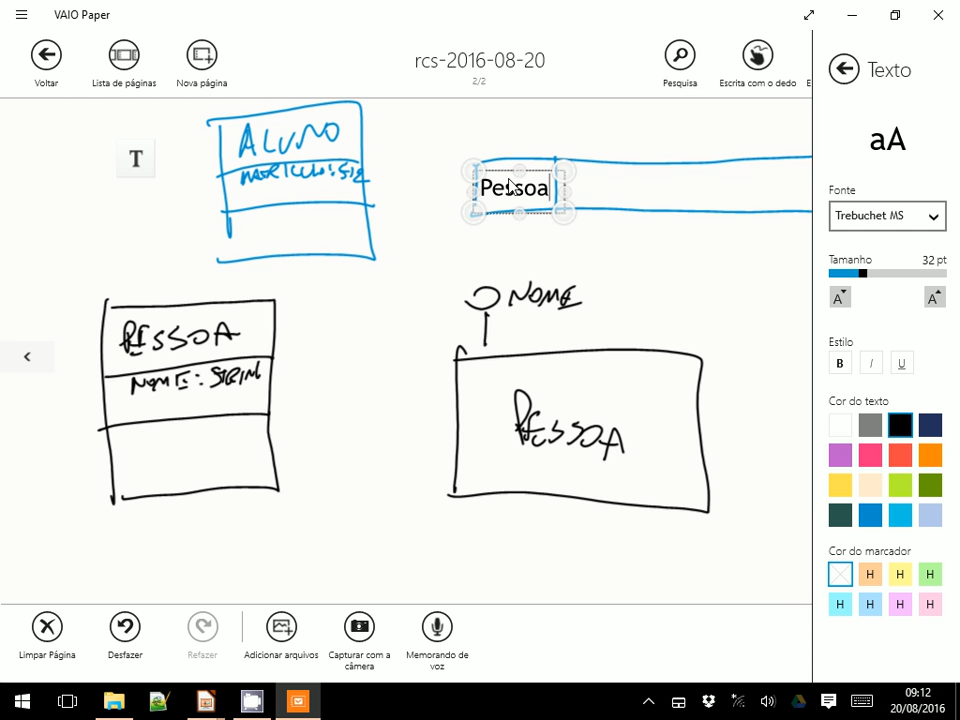 VAIO Paper
Voltar
Lista de páginas
Nova página
rcs-2016-08-20
2/2
Pesquisa
Escrita com o dedo
E
Texto
aA
T
ALUNO
Pessoa
PESSOA
NOME: STRING
NOME
PESSOA
Fonte
Trebuchet MS
Tamanho
32 pt
A
A
Estilo
B
I
U
Cor do texto
Cor do marcador
H
H
H
H
H
H
H
Limpar Página
Desfazer
Refazer
Adicionar arquivos
Capturar com a
câmera
Memorando de
voz
09:12
20/08/2016